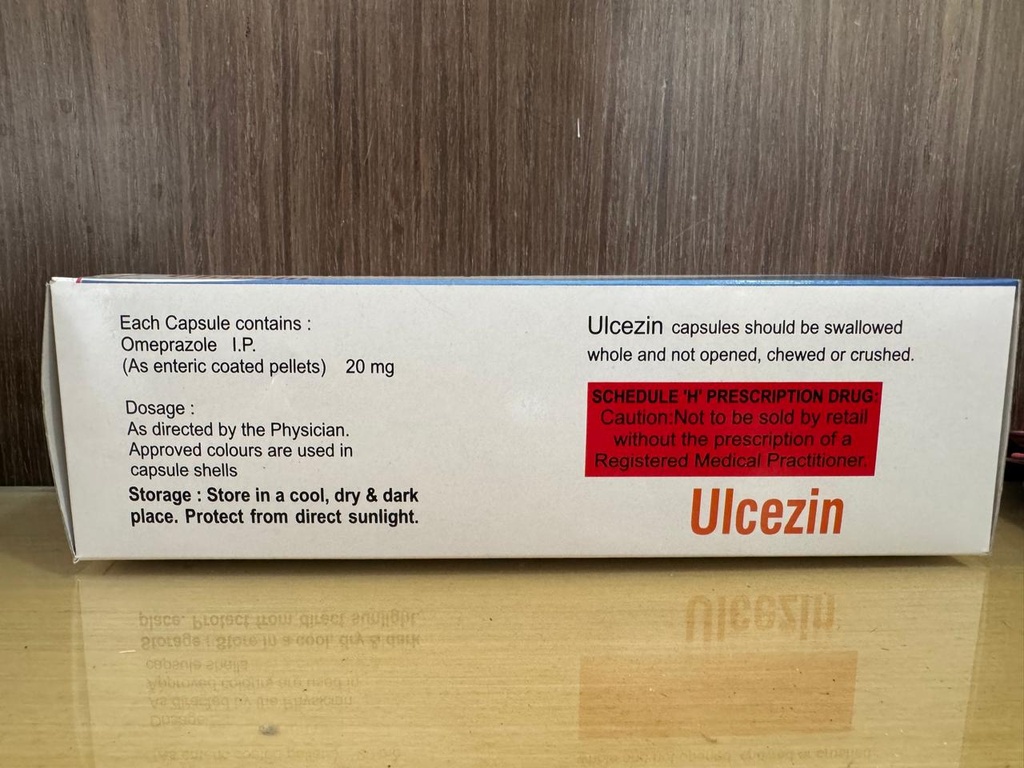 Each Capsule contains :
Omeprazole I.P.
(As enteric coated pellets) 20 mg
Dosage :
As directed by the Physician.
Approved colours are used in
capsule shells
Storage : Store in a cool, dry & dark
place. Protect from direct sunlight.
Ulcezin capsules should be swallowed
whole and not opened, chewed or crushed.
SCHEDULE 'H' PRESCRIPTION DRUG:
Caution:Not to be sold by retail
without the prescription of a
Registered Medical Practitioner.
Ulcezin